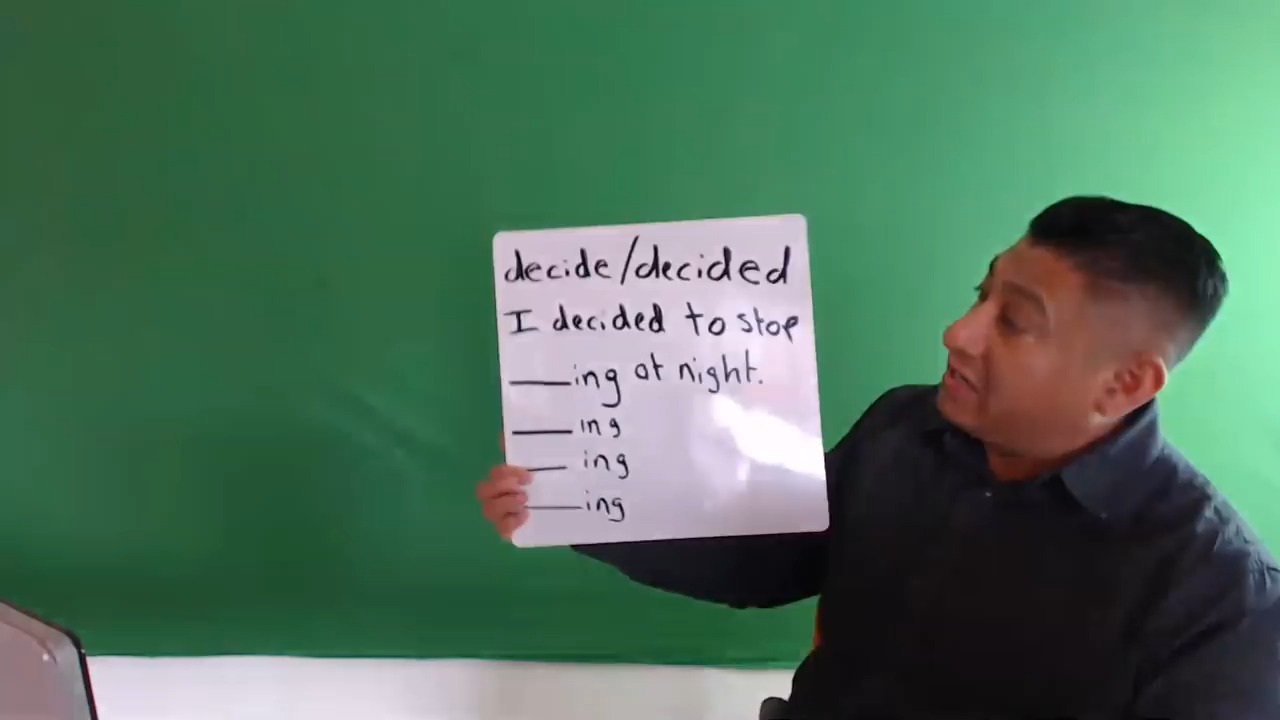 decide/decided
I decided to stop
___ing at night.
___ing
___ing
___ing